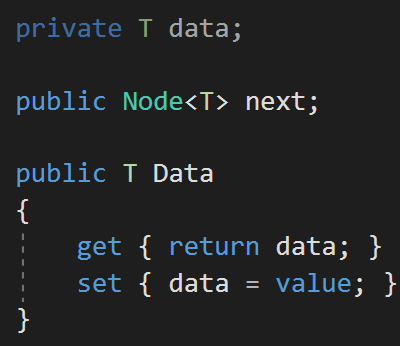 private T data;
public Node<T> next;
public T Data
{
get { return data; }
set { data = value; }
}